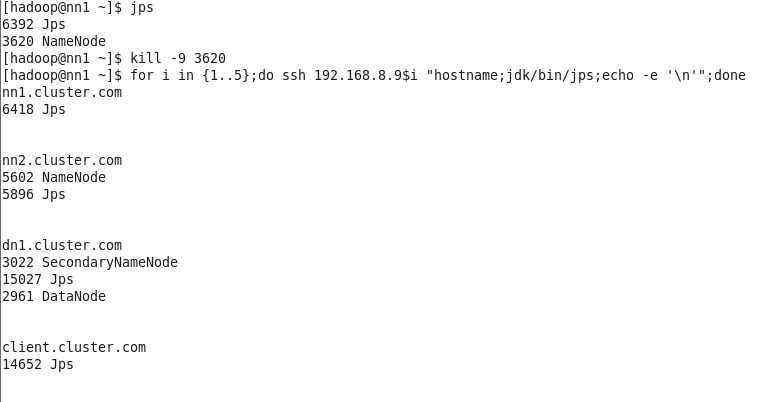 [hadoop@nn1 ~]$ jps
6392 Jps
3620 NameNode
[hadoop@nn1 ~]$ kill -9 3620
[hadoop@nn1 ~]$ for i in {1..5};do ssh 192.168.8.9$i "hostname;jdk/bin/jps;echo -e '\n'";done
nn1.cluster.com
6418 Jps
nn2.cluster.com
5602 NameNode
5896 Jps
dn1.cluster.com
3022 SecondaryNameNode
15027 Jps
2961 DataNode
client.cluster.com
14652 Jps